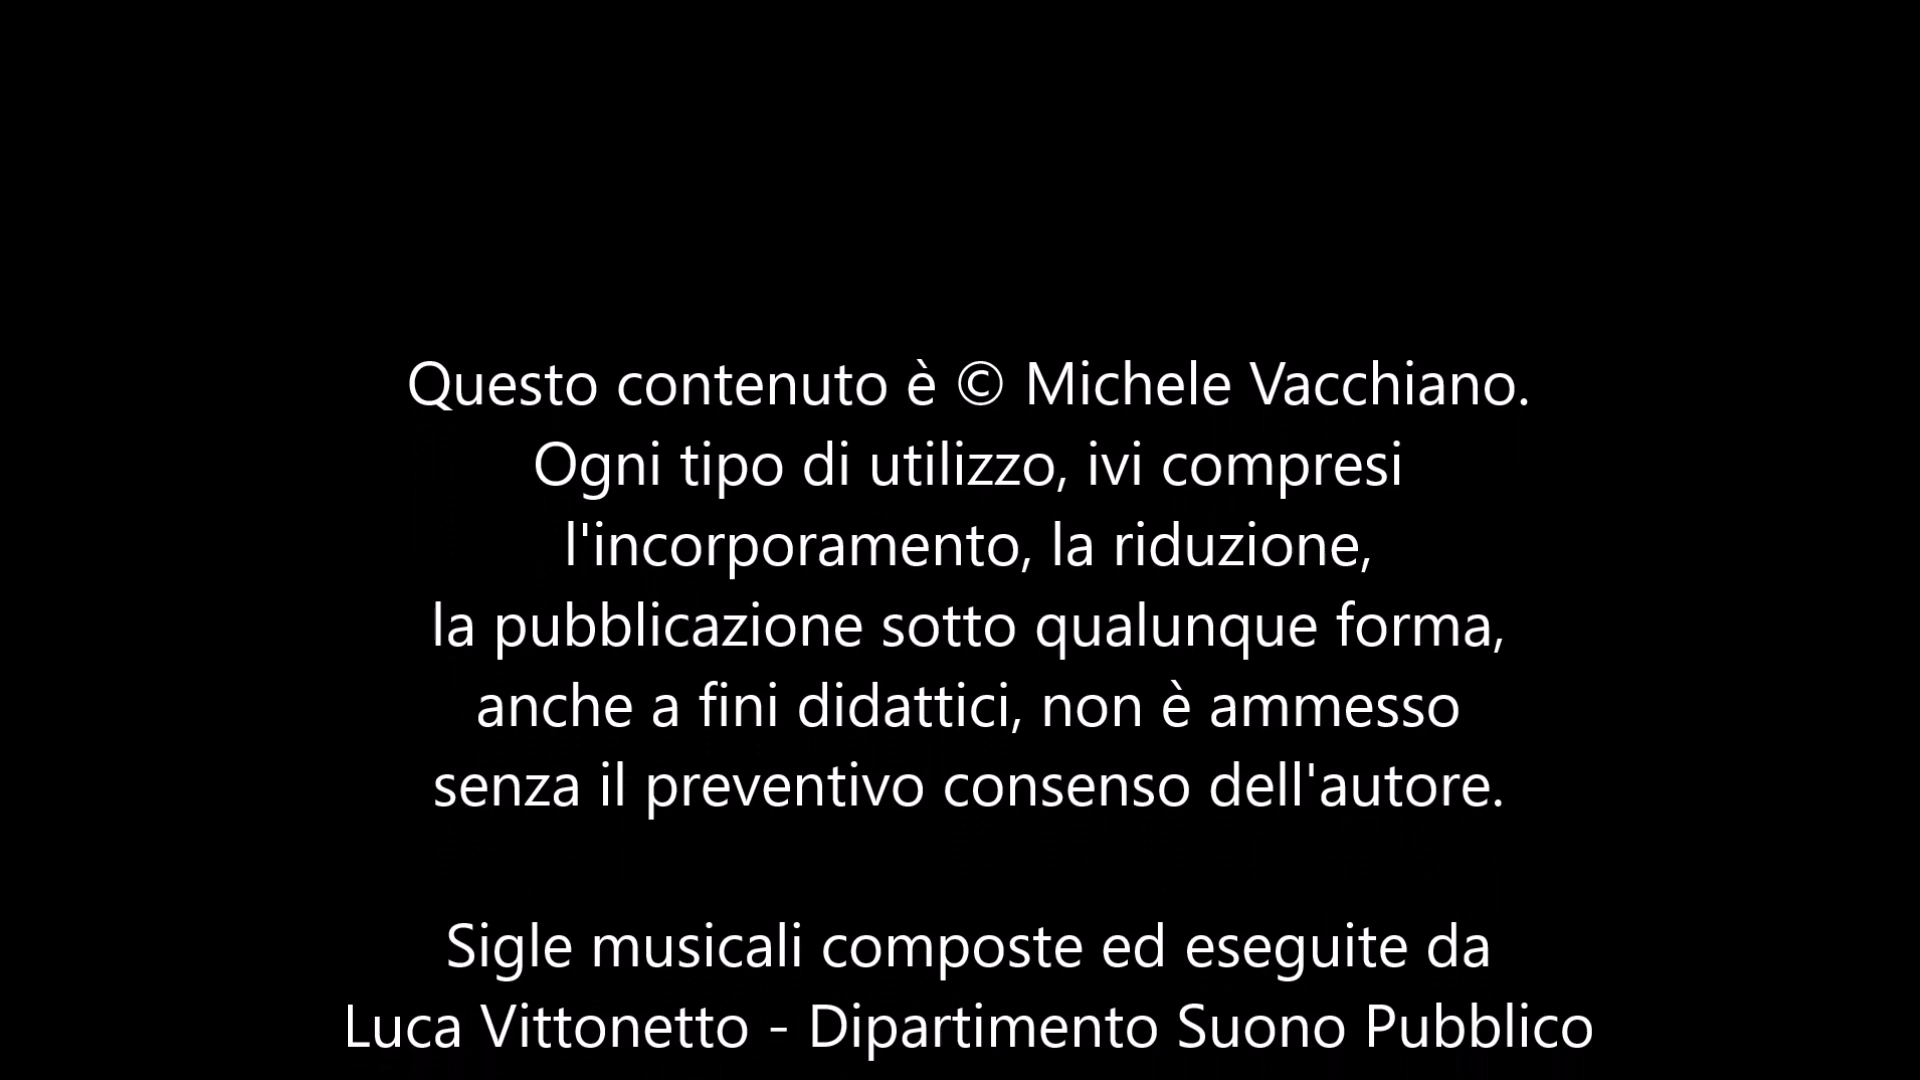 Questo contenuto è © Michele Vacchiano.
Ogni tipo di utilizzo, ivi compresi
l'incorporamento, la riduzione,
la pubblicazione sotto qualunque forma,
anche a fini didattici, non è ammesso
senza il preventivo consenso dell'autore.
Sigle musicali composte ed eseguite da
Luca Vittonetto - Dipartimento Suono Pubblico